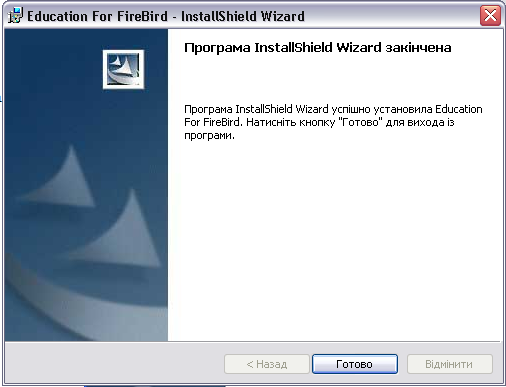 Education For FireBird - InstallShield Wizard
Програма InstallShield Wizard закінчена
Програма InstallShield Wizard успішно установила Education
For FireBird. Натисніть кнопку "Готово" для вихода із
програми.
< Назад
Готово
Відмінити